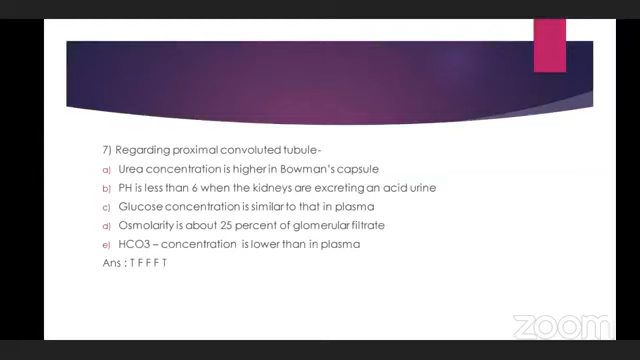 7) Regarding proximal convoluted tubule-
a) Urea concentration is higher in Bowman's capsule
b) PH is less than 6 when the kidneys are excreting an acid urine
c) Glucose concentration is similar to that in plasma
d) Osmolarity is about 25 percent of glomerular filtrate
e) HCO3 – concentration is lower than in plasma
Ans : T F F F T
zoom